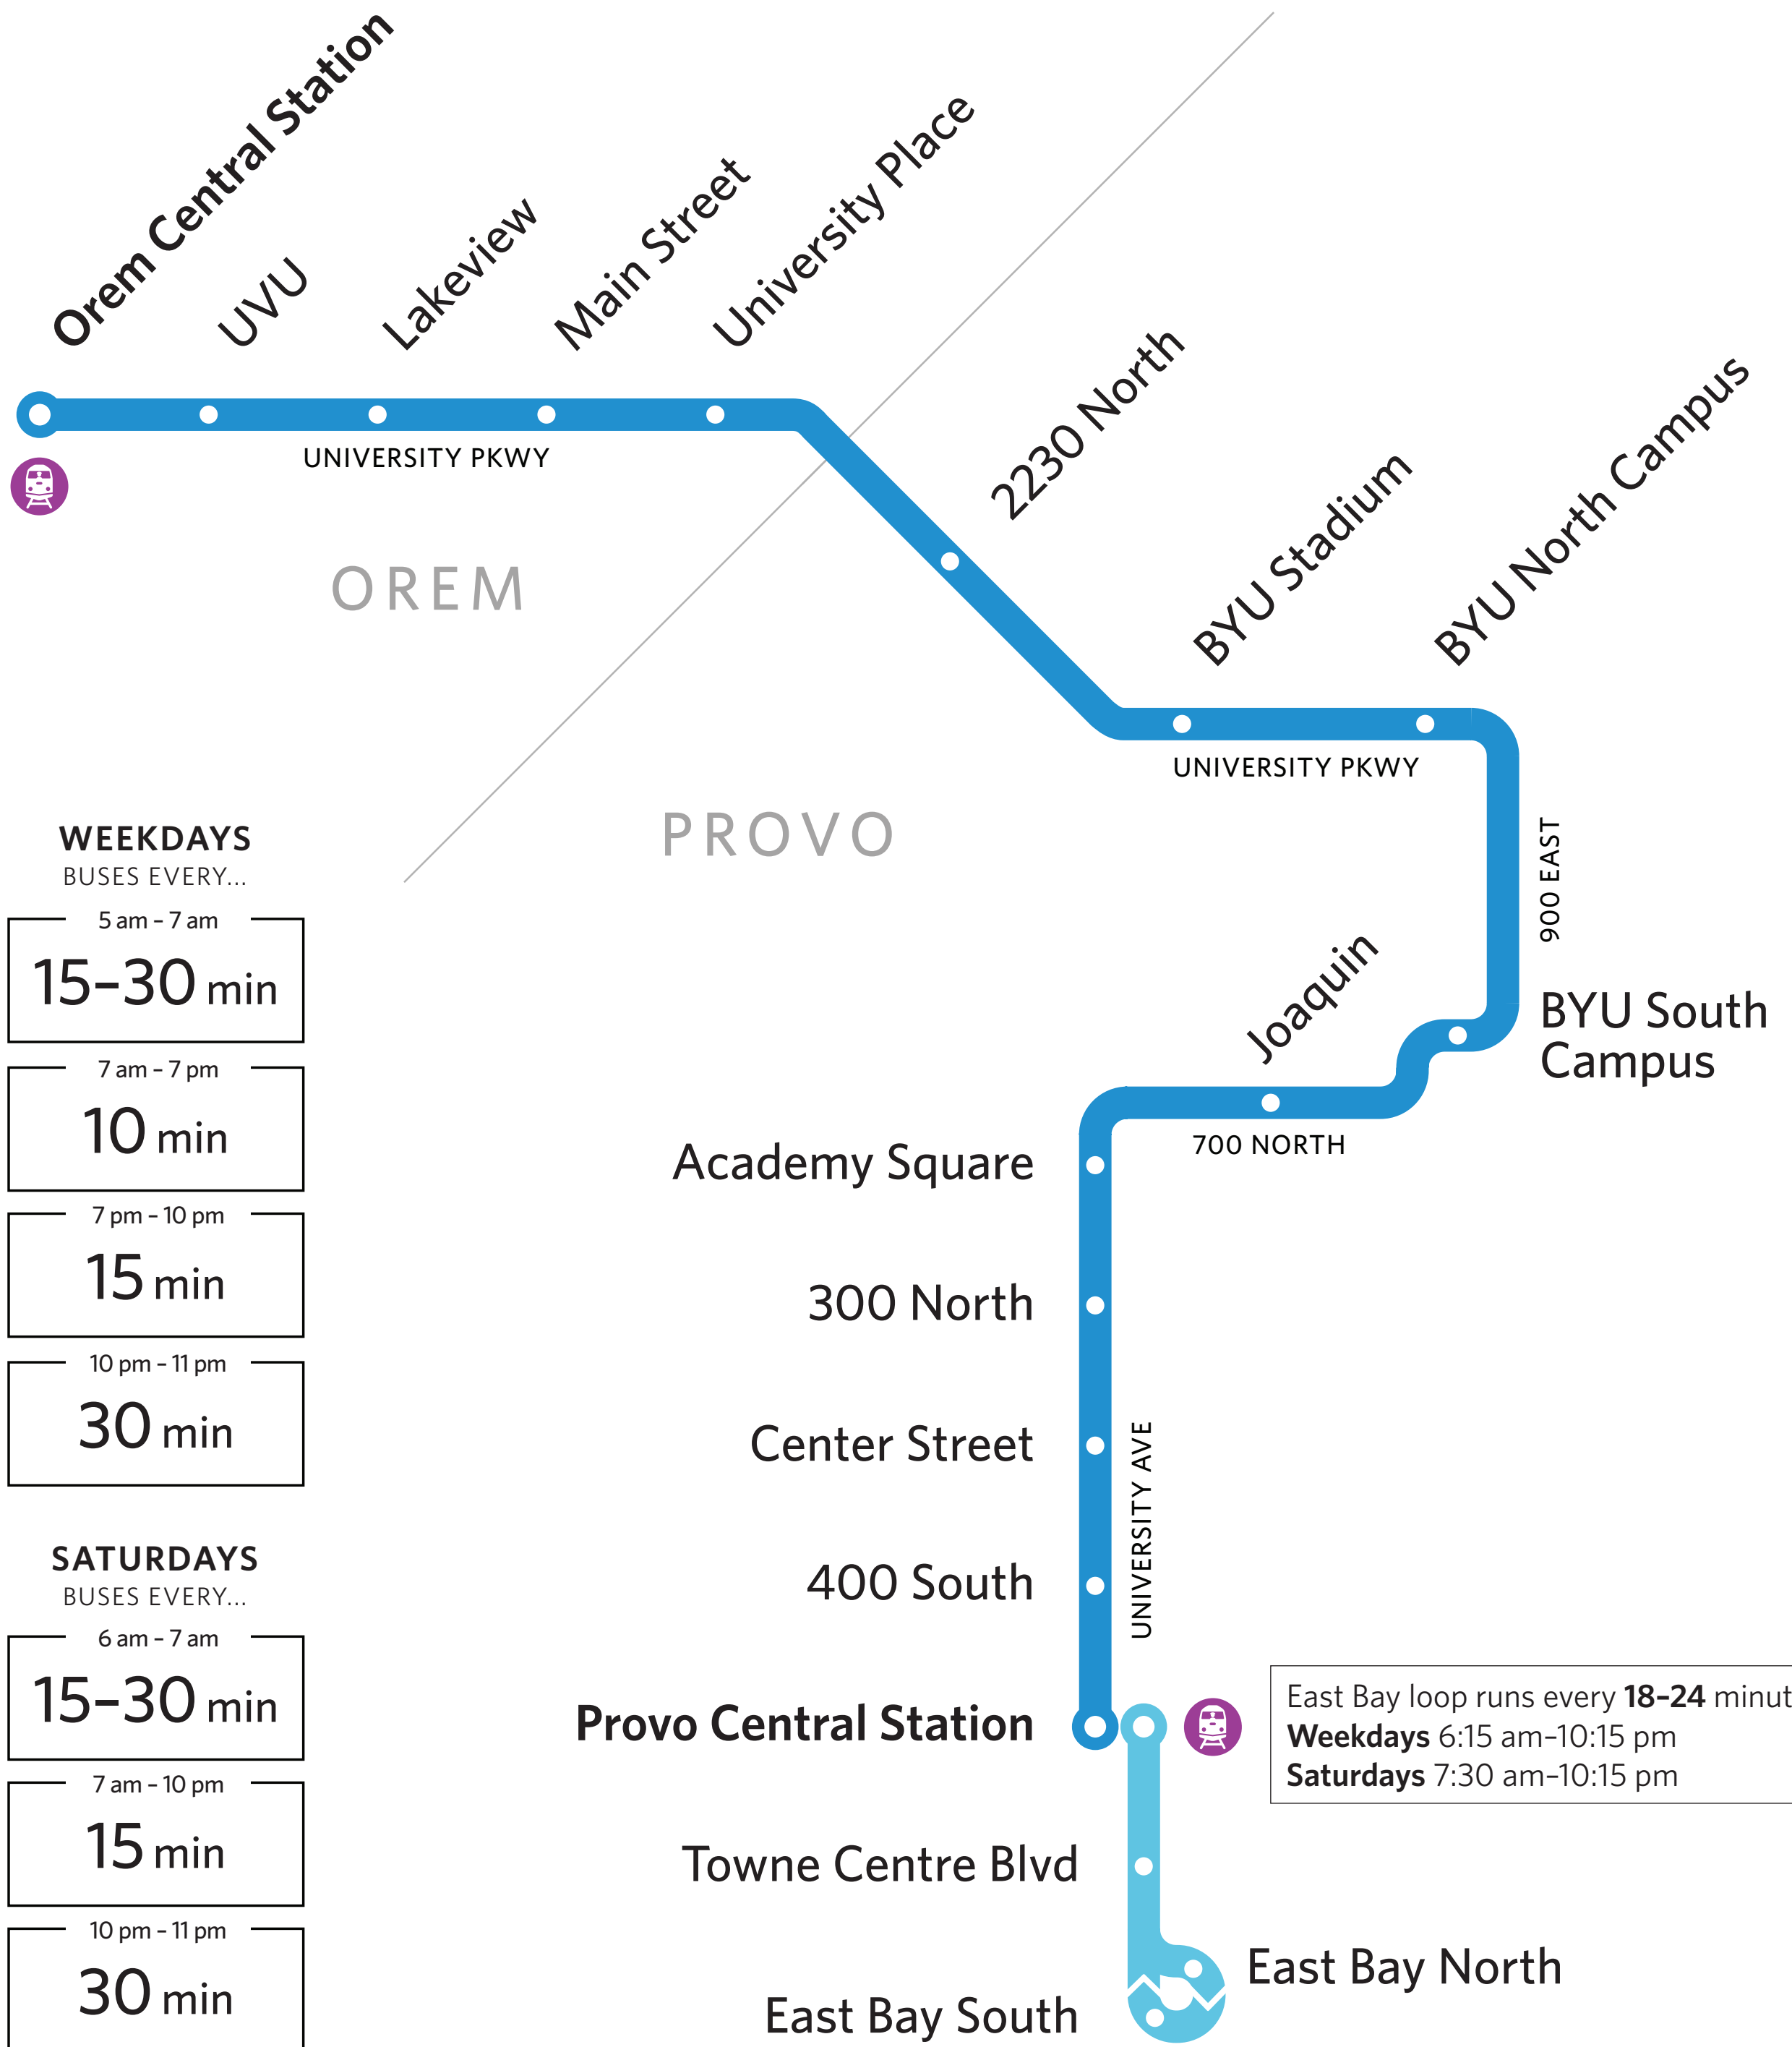 Orem Central Station
UVU
Lakeview
Main Street
University Place
UNIVERSITY PKWY
OREM
2230 North
BYU Stadium
BYU North Campus
UNIVERSITY PKWY
PROVO
900 EAST
BYU South
Campus
Joaquin
700 NORTH
Academy Square
300 North
Center Street
400 South
UNIVERSITY AVE
Provo Central Station
East Bay loop runs every 18–24 minut
Weekdays 6:15 am–10:15 pm
Saturdays 7:30 am–10:15 pm
Towne Centre Blvd
East Bay North
East Bay South
WEEKDAYS
BUSES EVERY...
5 am – 7 am
15–30 min
7 am – 7 pm
10 min
7 pm – 10 pm
15 min
10 pm – 11 pm
30 min
SATURDAYS
BUSES EVERY...
6 am – 7 am
15–30 min
7 am – 10 pm
15 min
10 pm – 11 pm
30 min